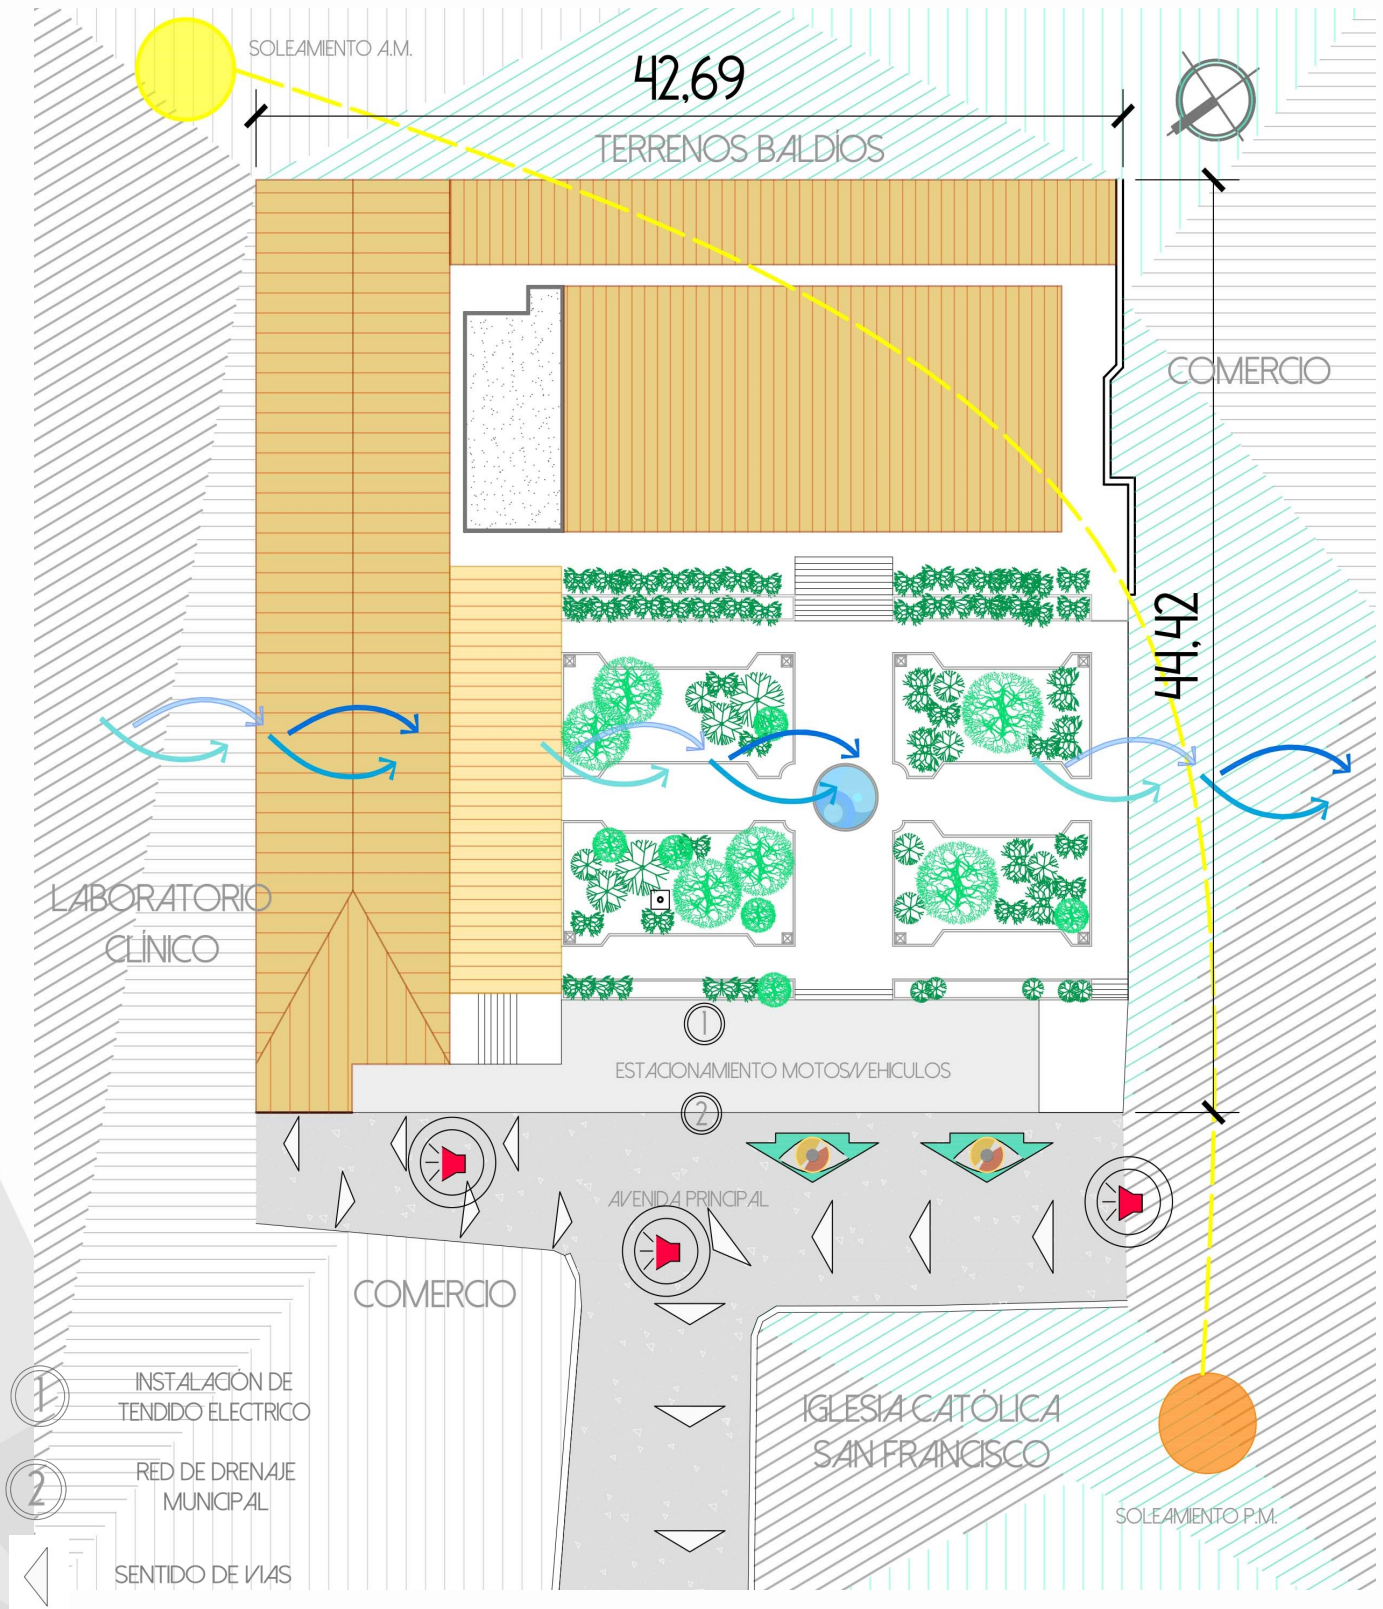 SOLEAMIENTO A.M.
42,69
TERRENOS BALDÍOS
COMERCIO
44,42
LABORATORIO
CLÍNICO
1
ESTACIONAMIENTO MOTOS/VEHICULOS
2
AVENIDA PRINCIPAL
COMERCIO
1
INSTALACIÓN DE
TENDIDO ELECTRICO
IGLESIA CATÓLICA
SAN FRANCISCO
2
RED DE DRENAJE
MUNICIPAL
SOLEAMIENTO P.M.
SENTIDO DE VIAS